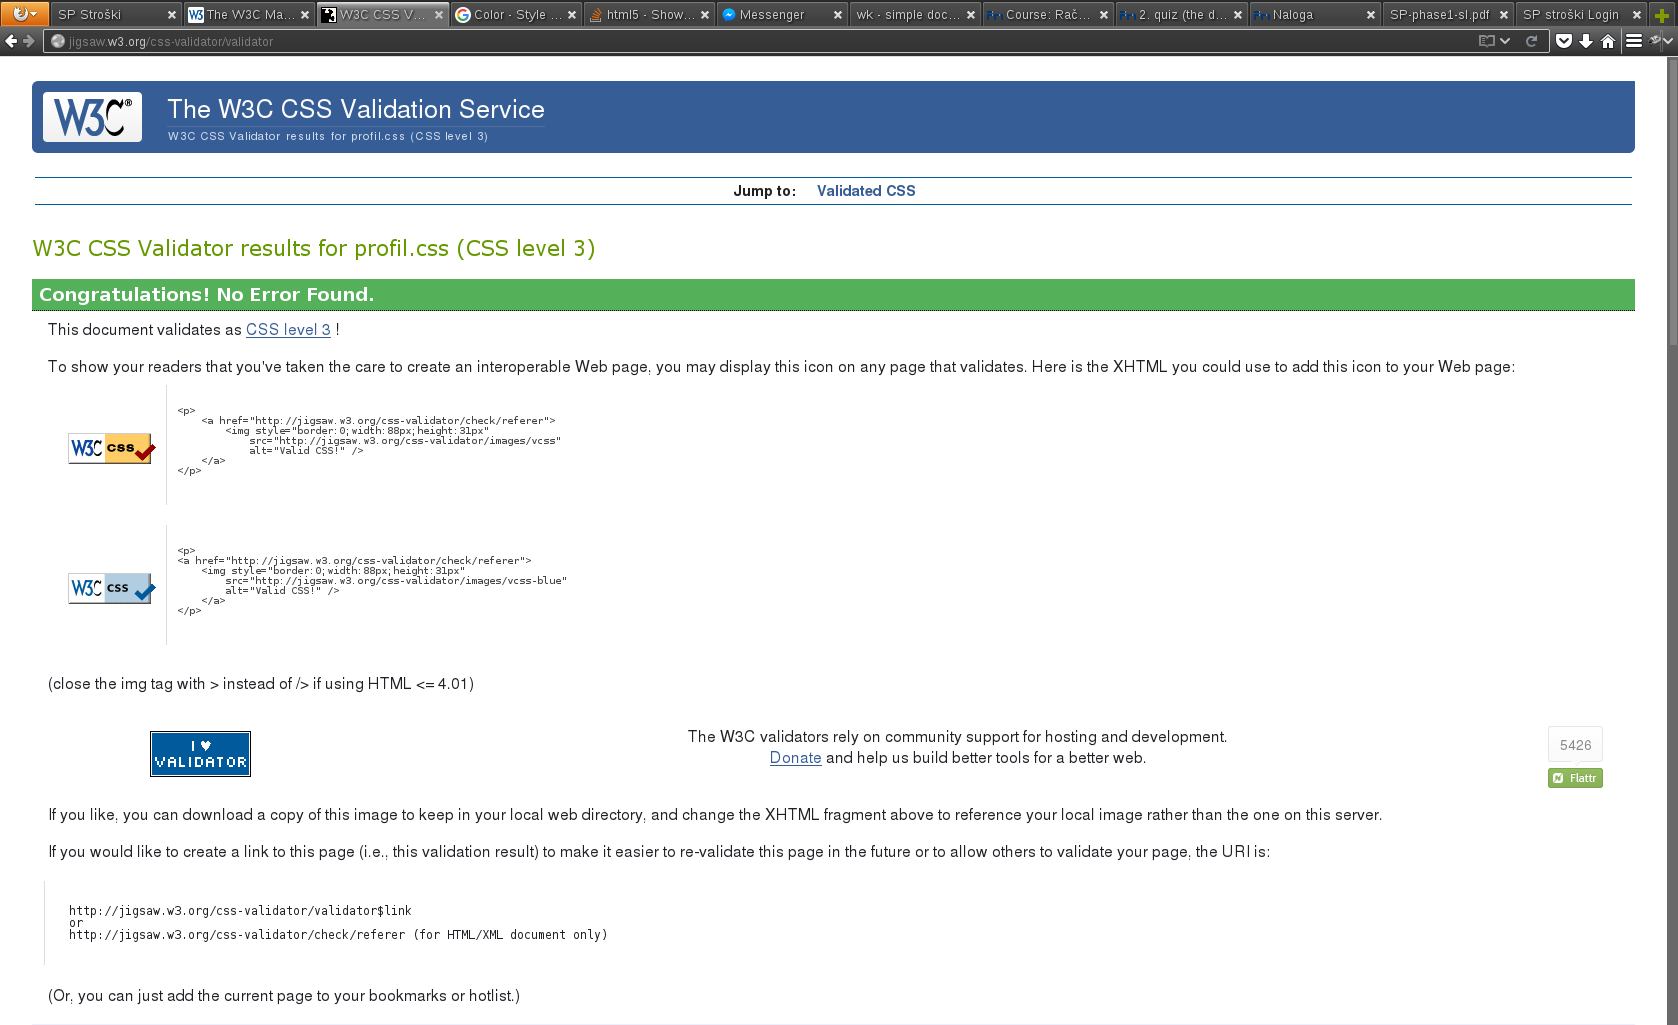 SP Stroški
The W3C Ma...
W3C CSS V...
Color - Style ...
html5 - Show...
Messenger
wk - simple doc...
Course: Rač...
2. quiz (the d...
Naloga
SP-phase1-sl.pdf
SP stroški Login
jigsaw.w3.org/css-validator/validator
W3C®
The W3C CSS Validation Service
W3C CSS Validator results for profil.css (CSS level 3)
Jump to: Validated CSS
W3C CSS Validator results for profil.css (CSS level 3)
Congratulations! No Error Found.
This document validates as CSS level 3 !
To show your readers that you've taken the care to create an interoperable Web page, you may display this icon on any page that validates. Here is the XHTML you could use to add this icon to your Web page:
W3C css
<p>
<a href="http://jigsaw.w3.org/css-validator/check/referer">
<img style="border:0;width:88px;height:31px"
src="http://jigsaw.w3.org/css-validator/images/vcss"
alt="Valid CSS!" />
</a>
</p>
W3C css
<p>
<a href="http://jigsaw.w3.org/css-validator/check/referer">
<img style="border:0;width:88px;height:31px"
src="http://jigsaw.w3.org/css-validator/images/vcss-blue"
alt="Valid CSS!" />
</a>
</p>
(close the img tag with > instead of /> if using HTML <= 4.01)
I ♥
VALIDATOR
The W3C validators rely on community support for hosting and development.
Donate and help us build better tools for a better web.
5426
Flattr
If you like, you can download a copy of this image to keep in your local web directory, and change the XHTML fragment above to reference your local image rather than the one on this server.
If you would like to create a link to this page (i.e., this validation result) to make it easier to re-validate this page in the future or to allow others to validate your page, the URI is:
http://jigsaw.w3.org/css-validator/validator$link
or
http://jigsaw.w3.org/css-validator/check/referer (for HTML/XML document only)
(Or, you can just add the current page to your bookmarks or hotlist.)